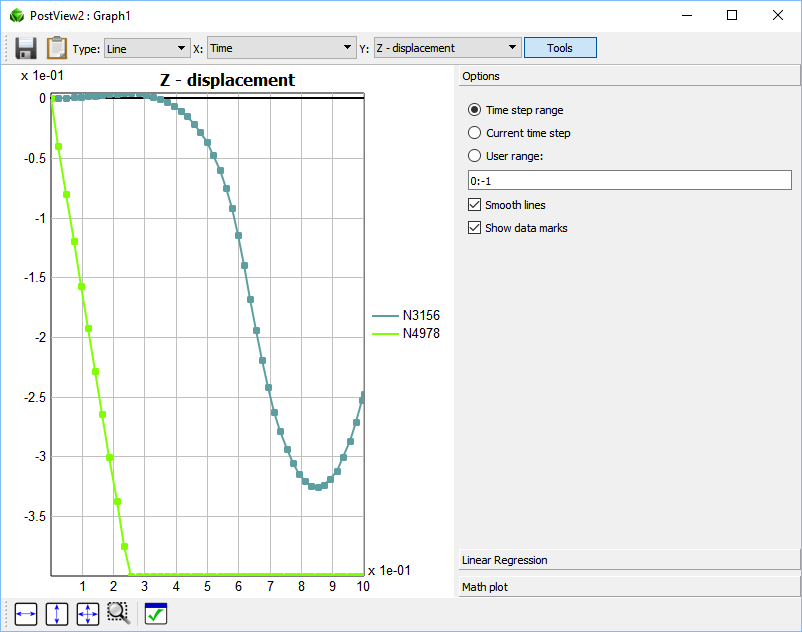 PostView2 : Graph1
Type: Line X: Time Y: Z - displacement Tools
x 1e-01
Z - displacement
0
-0.5
-1
-1.5
-2
-2.5
-3
-3.5
1 2 3 4 5 6 7 8 9 10
x 1e-01
N3156
N4978
Options
Time step range
Current time step
User range:
0:-1
Smooth lines
Show data marks
Linear Regression
Math plot